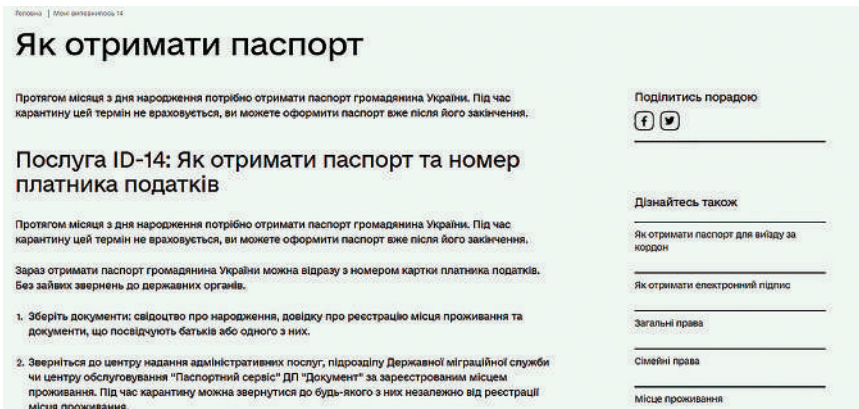 Головна | Мені виповнилось 14
Як отримати паспорт
Протягом місяця з дня народження потрібно отримати паспорт громадянина України. Під час
карантину цей термін не враховується, ви можете оформити паспорт вже після його закінчення.
Послуга ID-14: Як отримати паспорт та номер
платника податків
Протягом місяця з дня народження потрібно отримати паспорт громадянина України. Під час
карантину цей термін не враховується, ви можете оформити паспорт вже після його закінчення.
Зараз отримати паспорт громадянина України можна відразу з номером картки платника податків.
Без зайвих звернень до державних органів.
1. Зберіть документи: свідоцтво про народження, довідку про реєстрацію місця проживання та
документи, що посвідчують батьків або одного з них.
2. Зверніться до центру надання адміністративних послуг, підрозділу Державної міграційної служби
чи центру обслуговування "Паспортний сервіс" ДП "Документ" за зареєстрованим місцем
проживання. Під час карантину можна звернутися до будь-якого з них незалежно від реєстрації
місця проживання.
Поділитись порадою
Дізнайтесь також
Як отримати паспорт для виїзду за
кордон
Як отримати електронний підпис
Загальні права
Сімейні права
Місце проживання